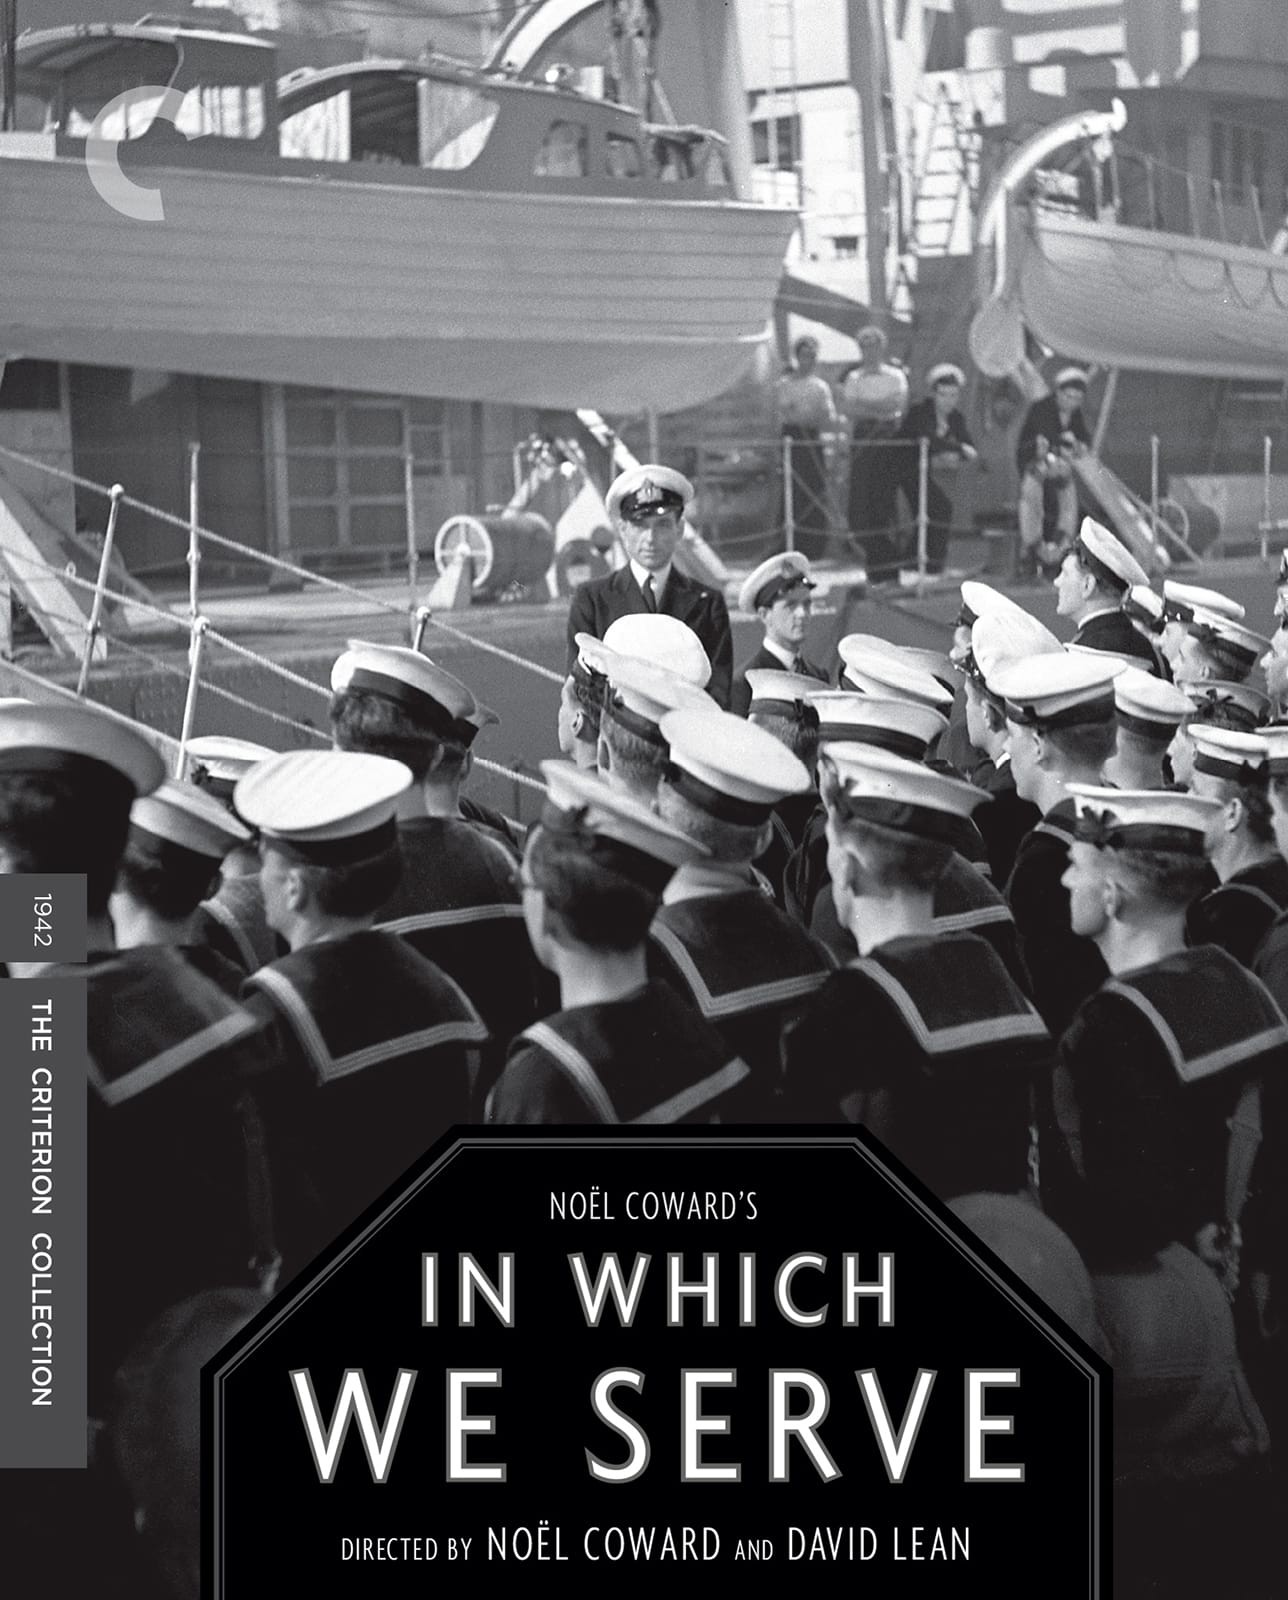 1942
THE CRITERION COLLECTION
NOËL COWARD'S
IN WHICH
WE SERVE
DIRECTED BY NOËL COWARD AND DAVID LEAN